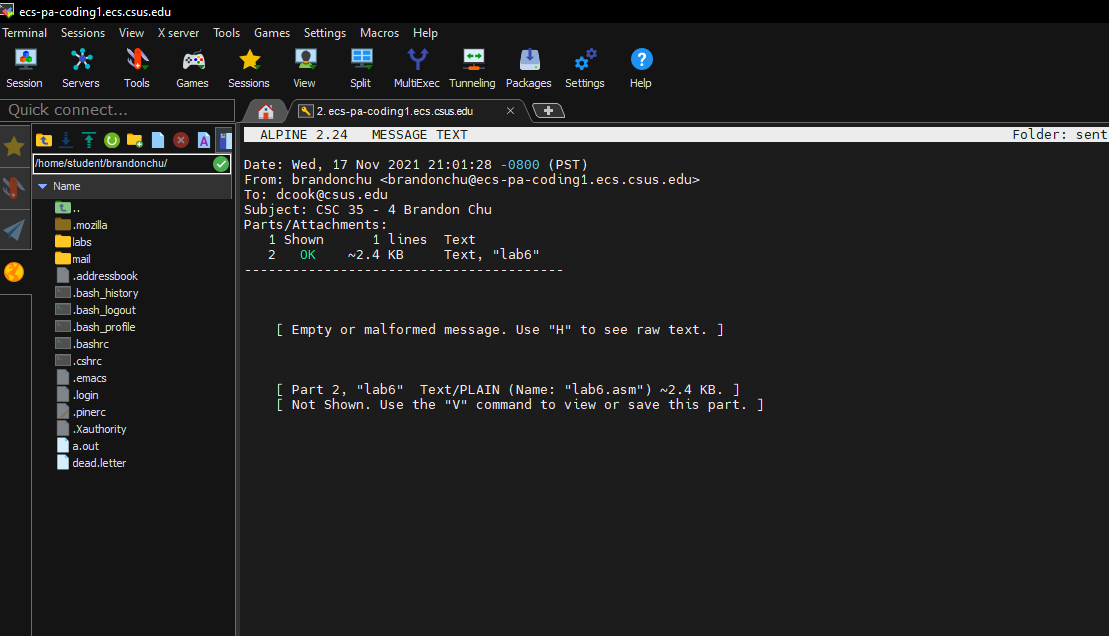 ecs-pa-coding1.ecs.csus.edu
Terminal Sessions View X server Tools Games Settings Macros Help
Session Servers Tools Games Sessions View Split MultiExec Tunneling Packages Settings Help
Quick connect...
2. ecs-pa-coding1.ecs.csus.edu
/home/student/brandonchu/
Name
..
.mozilla
labs
mail
.addressbook
.bash_history
.bash_logout
.bash_profile
.bashrc
.cshrc
.emacs
.login
.pinerc
.Xauthority
a.out
dead.letter
ALPINE 2.24 MESSAGE TEXT Folder: sent
Date: Wed, 17 Nov 2021 21:01:28 -0800 (PST)
From: brandonchu <brandonchu@ecs-pa-coding1.ecs.csus.edu>
To: dcook@csus.edu
Subject: CSC 35 - 4 Brandon Chu
Parts/Attachments:
1 Shown 1 lines Text
2 OK ~2.4 KB Text, "lab6"
----------------------------------------
[ Empty or malformed message. Use "H" to see raw text. ]
[ Part 2, "lab6" Text/PLAIN (Name: "lab6.asm") ~2.4 KB. ]
[ Not Shown. Use the "V" command to view or save this part. ]